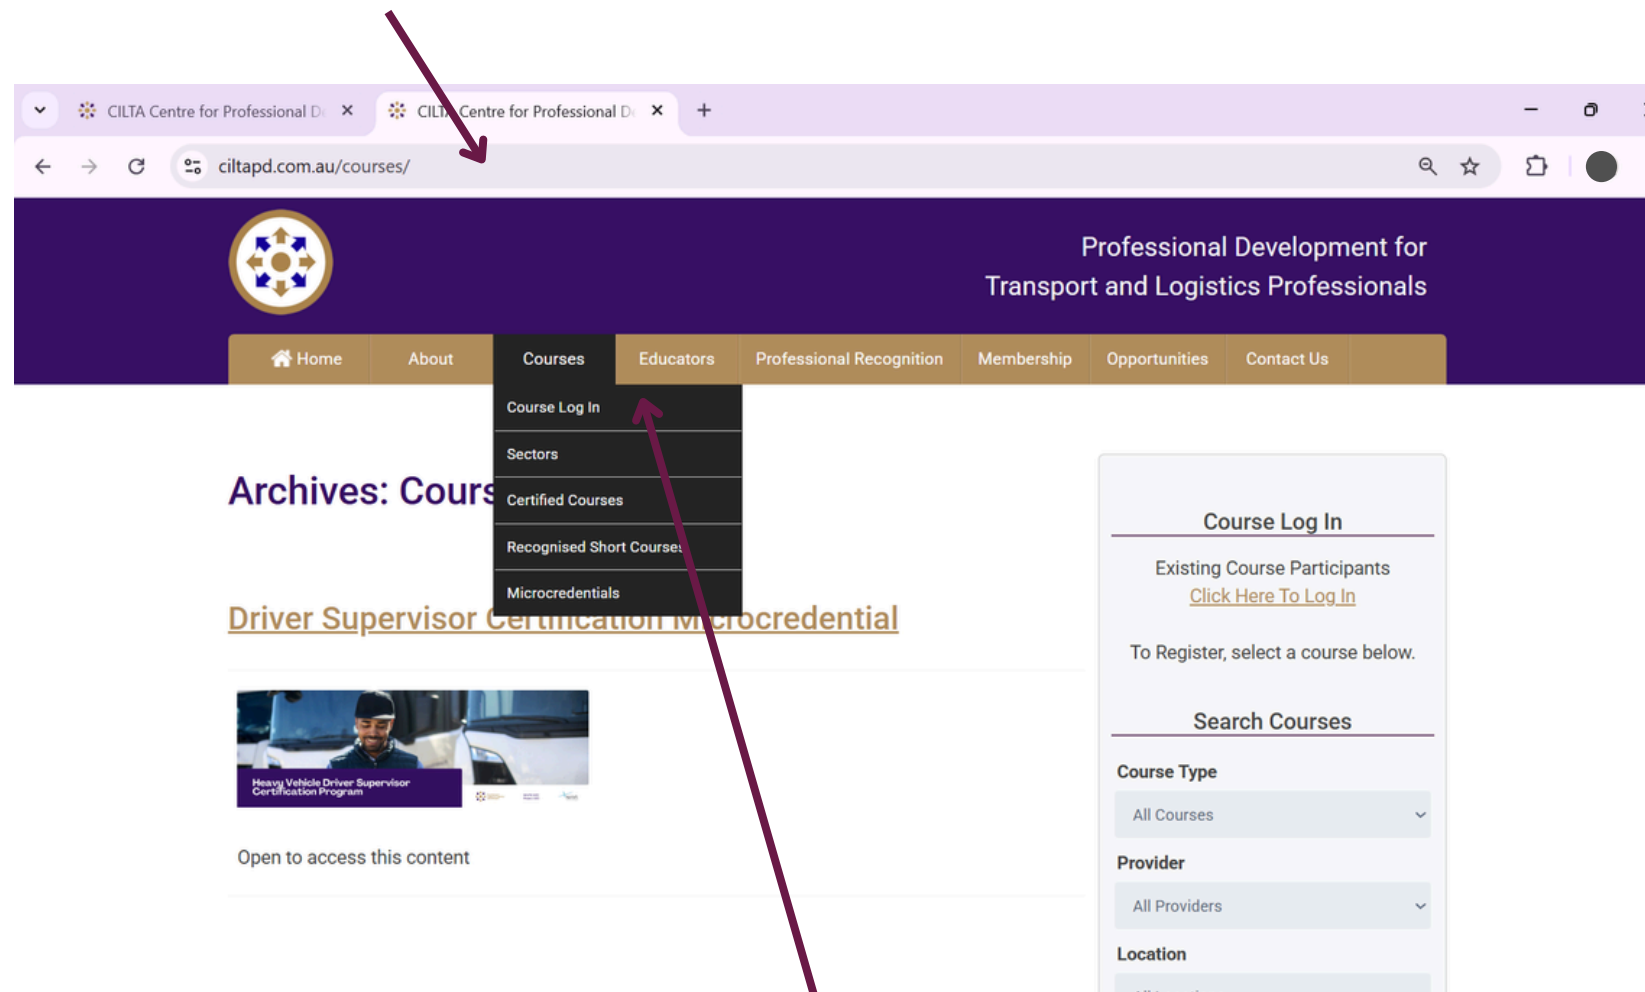 CILTA Centre for Professional D
CILTA Centre for Professional D
ciltapd.com.au/courses/
Professional Development for
Transport and Logistics Professionals
Home About Courses Educators Professional Recognition Membership Opportunities Contact Us
Course Log In
Sectors
Certified Courses
Recognised Short Courses
Microcredentials
Archives: Cours
Driver Supervisor Certification Microcredential
Heavy Vehicle Driver Supervisor
Certification Program
Open to access this content
Course Log In
Existing Course Participants
Click Here To Log In
To Register, select a course below.
Search Courses
Course Type
All Courses
Provider
All Providers
Location